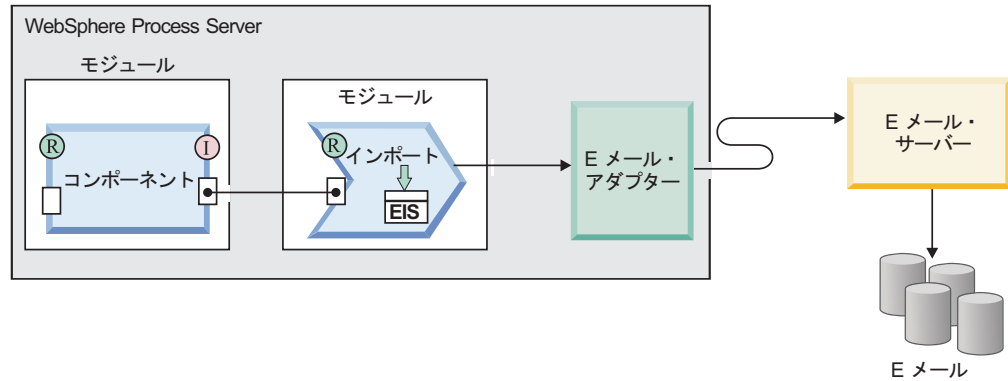 WebSphere Process Server
モジュール
R
I
コンポーネント
モジュール
R
インポート
EIS
E メール・
アダプター
E メール・
サーバー
E メール